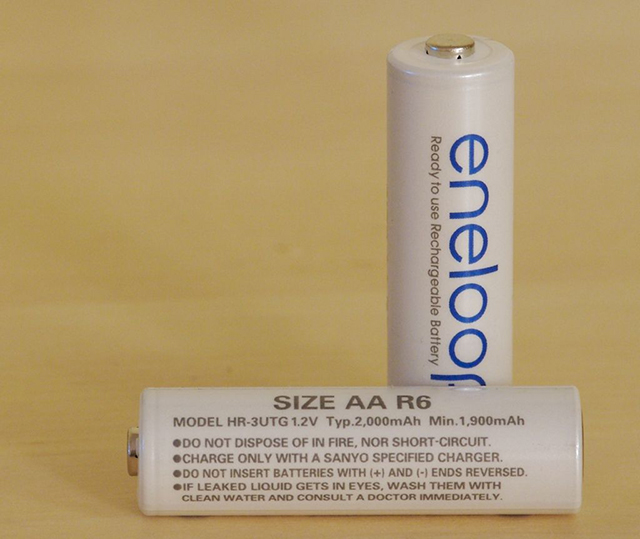 eneloop
Ready to use Rechargeable Battery
SIZE AA R6
MODEL HR-3UTG 1.2V Typ.2,000mAh Min.1,900mAh
●DO NOT DISPOSE OF IN FIRE, NOR SHORT-CIRCUIT.
●CHARGE ONLY WITH A SANYO SPECIFIED CHARGER.
●DO NOT INSERT BATTERIES WITH (+) AND (-) ENDS REVERSED.
●IF LEAKED LIQUID GETS IN EYES, WASH THEM WITH
CLEAN WATER AND CONSULT A DOCTOR IMMEDIATELY.